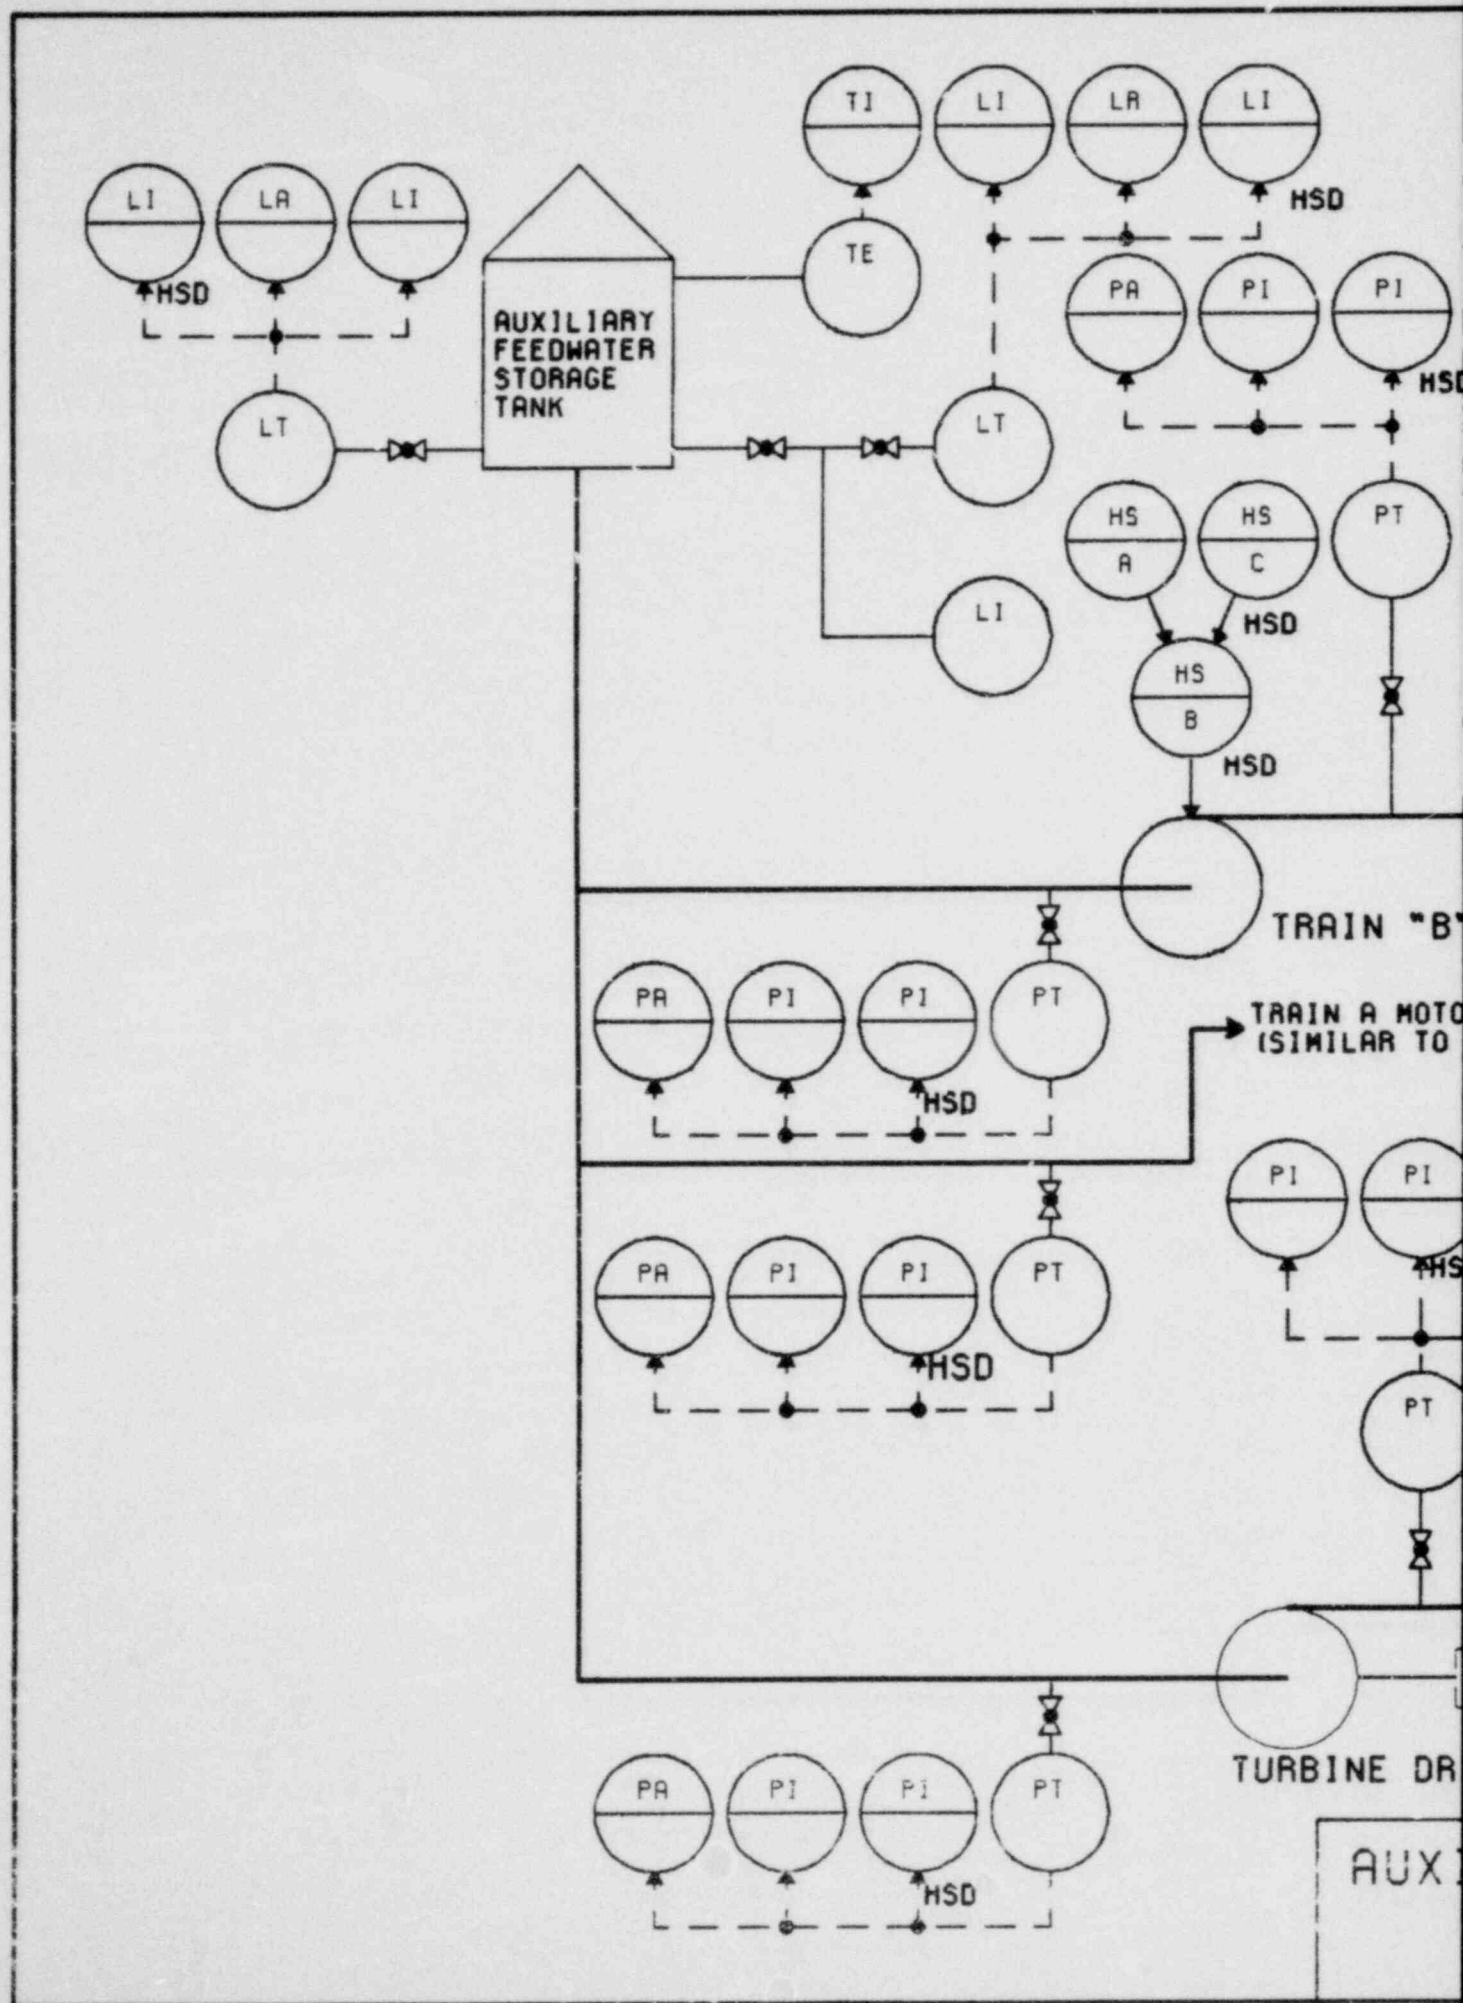 TI
LI
LA
LI
HSD
LI
LA
LI
HSD
TE
PA
PI
PI
HSD
AUXILIARY
FEEDWATER
STORAGE
TANK
LT
LT
HS
A
HS
C
PT
HSD
LI
HS
B
HSD
TRAIN "B"
PA
PI
PI
PT
HSD
TRAIN A MOTO
(SIMILAR TO
PI
PI
HS
PA
PI
PI
PT
HSD
PT
TURBINE DR
PA
PI
PI
PT
HSD
AUXI